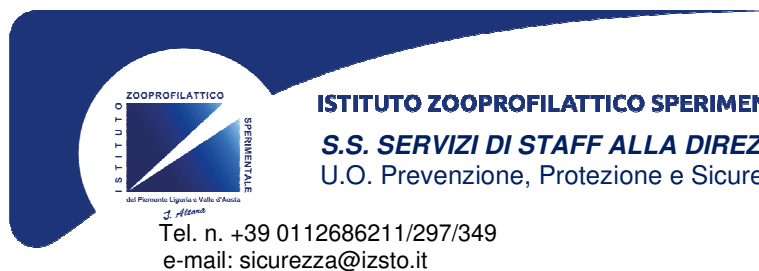 ZOOPROFILATTICO
ISTITUTO
SPERIMENTALE
del Piemonte Liguria e Valle d'Aosta
ISTITUTO ZOOPROFILATTICO SPERIMEN
S.S. SERVIZI DI STAFF ALLA DIREZ
U.O. Prevenzione, Protezione e Sicure
Tel. n. +39 0112686211/297/349
e-mail: sicurezza@izsto.it